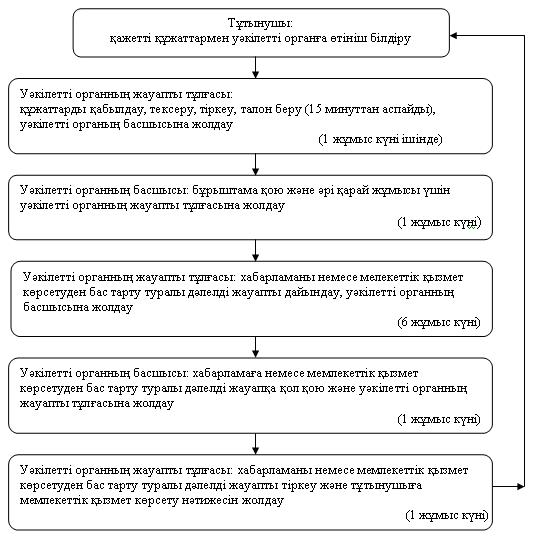 Тұтынушы:
қажетті құжаттармен уәкілетті органға өтініш білдіру
Уәкілетті органның жауапты тұлғасы:
құжаттарды қабылдау, тексеру, тіркеу, талон беру (15 минуттан аспайды),
уәкілетті органың басшысына жолдау
(1 жұмыс күні ішінде)
Уәкілетті органның басшысы: бұрыштама қою және әрі қарай жұмысы үшін
уәкілетті органның жауапты тұлғасына жолдау
(1 жұмыс күні)
Уәкілетті органның жауапты тұлғасы: хабарламаны немесе мелекеттік қызмет
көрсетуден бас тарту туралы дәлелді жауапты дайындау, уәкілетті органның
басшысына жолдау
(6 жұмыс күні)
Уәкілетті органның басшысы: хабарламаға немесе мемлекеттік қызмет
көрсетуден бас тарту туралы дәлелді жауапқа қол қою және уәкілетті органның
жауапты тұлғасына жолдау
(1 жұмыс күні)
Уәкілетті органның жауапты тұлғасы: хабарламаны немесе мемлекеттік қызмет
көрсетуден бас тарту туралы дәлелді жауапты тіркеу және тұтынушыға
мемлекеттік қызмет көрсету нәтижесін жолдау
(1 жұмыс күні)